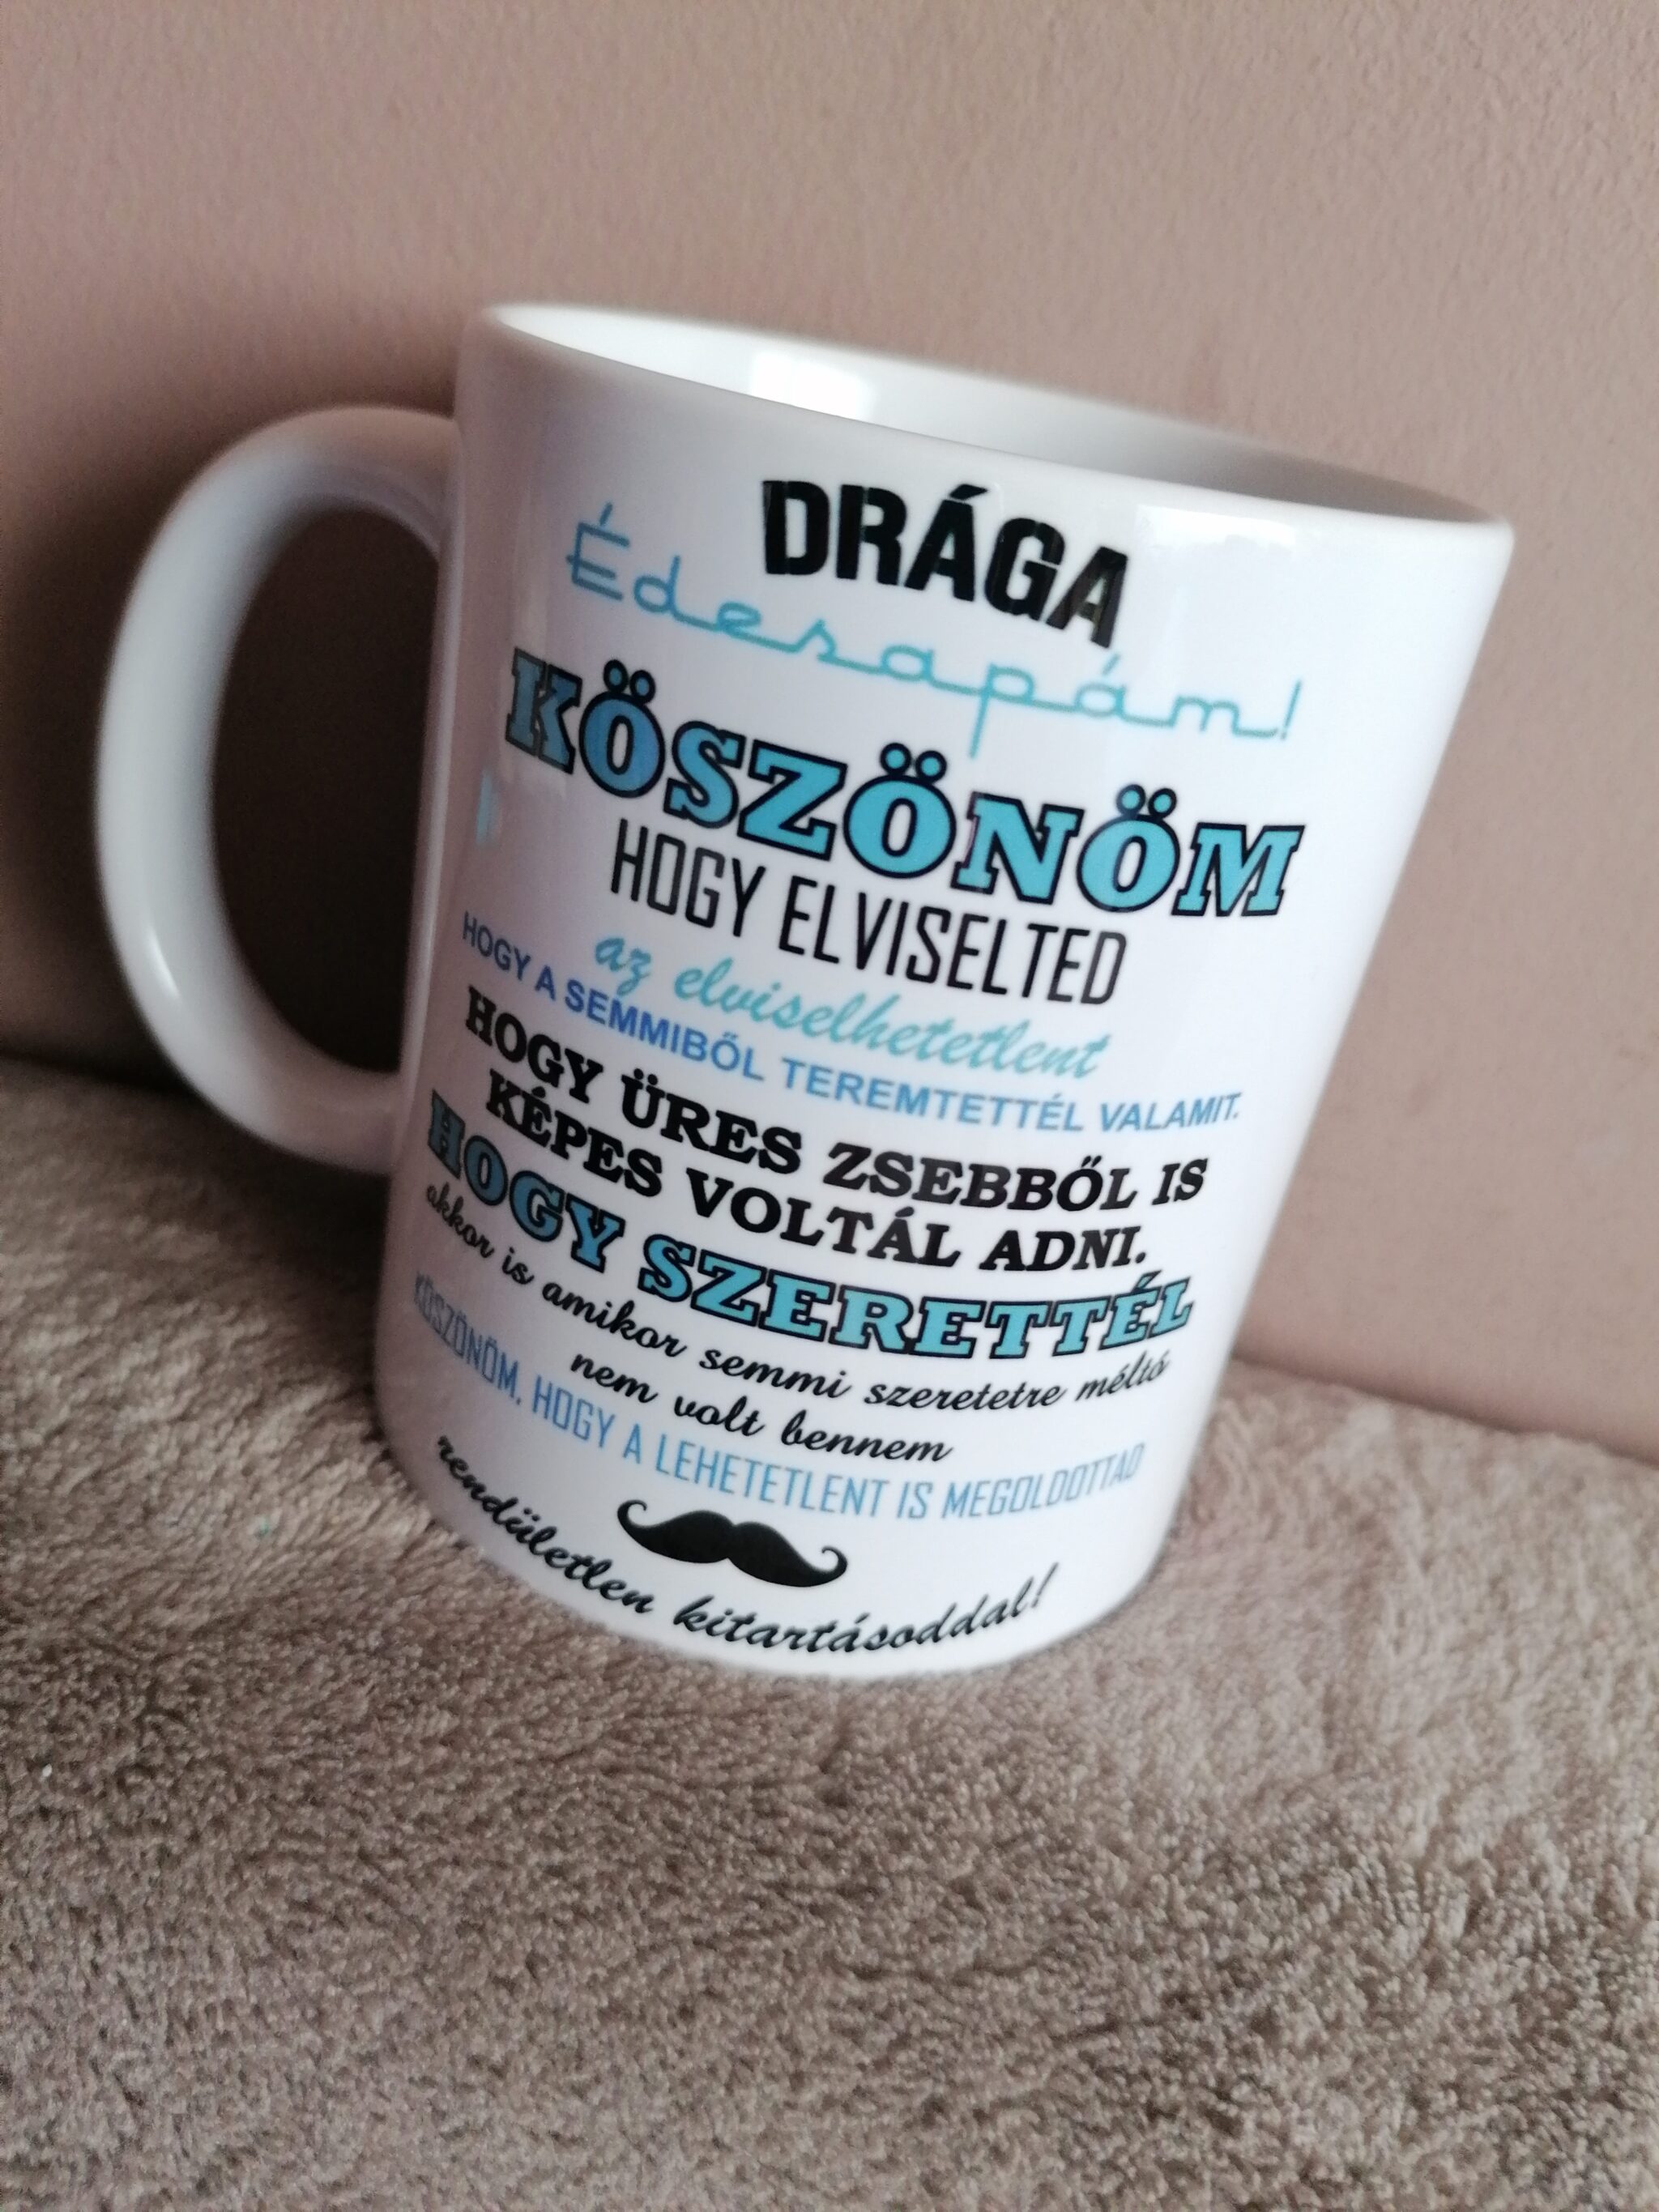 DRÁGA
Édesapám!
KÖSZÖNÖM
HOGY ELVISELTED
az elviselhetetlent
HOGY A SEMMIBŐL TEREMTETTÉL VALAMIT.
HOGY ÜRES ZSEBBŐL IS
KÉPES VOLTÁL ADNI.
HOGY SZERETTÉL
akkor is amikor semmi szeretetre méltó
nem volt bennem
KÖSZÖNÖM, HOGY A LEHETETLENT IS MEGOLDOTTAD
rendületlen kitartásoddal!